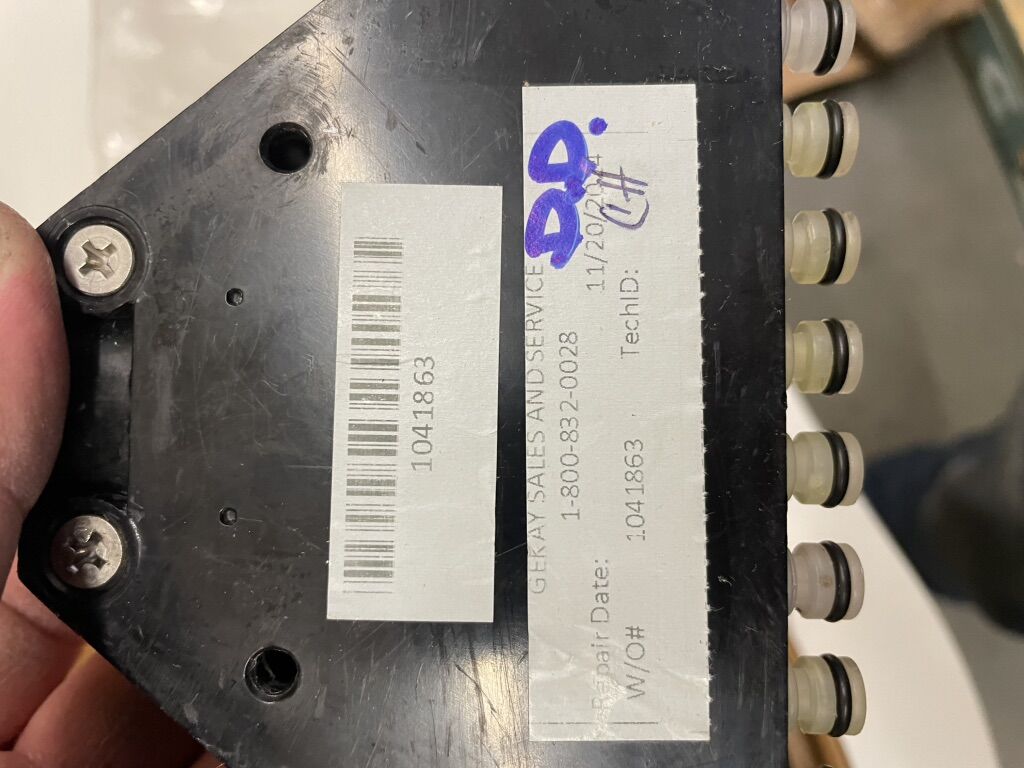 1041863
GEKAY SALES AND SERVICE
1-800-832-0028
Repair Date: 11/20/2014
W/O# 1041863 TechID:
D.D.